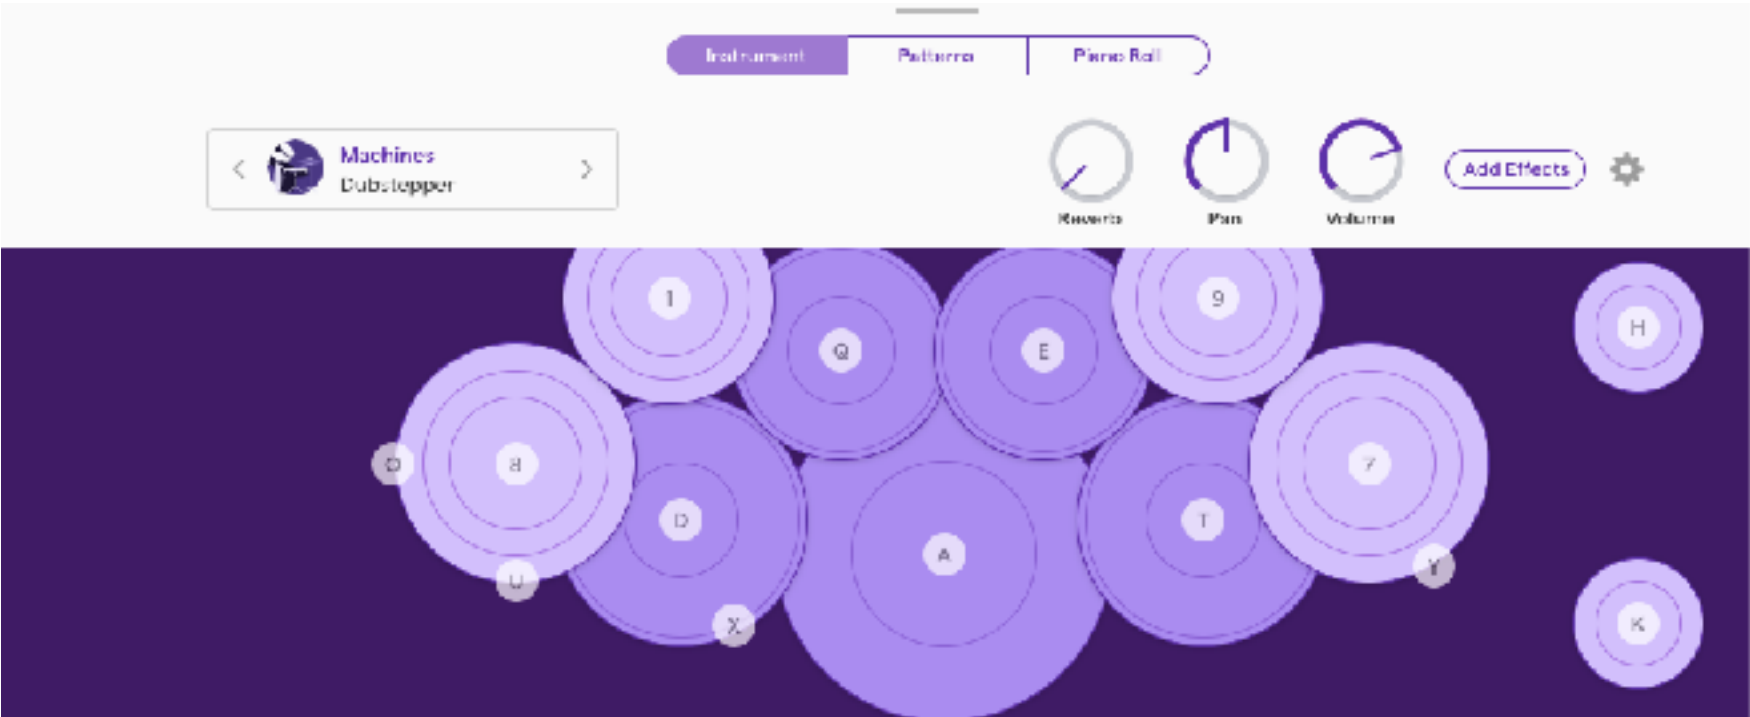 Instrument Patterns Piano Roll
Machines
Dubstepper
Reverb Pan Volume
Add Effects
1 9
Q E
H
8 7
O
D T
A
U Y
X K